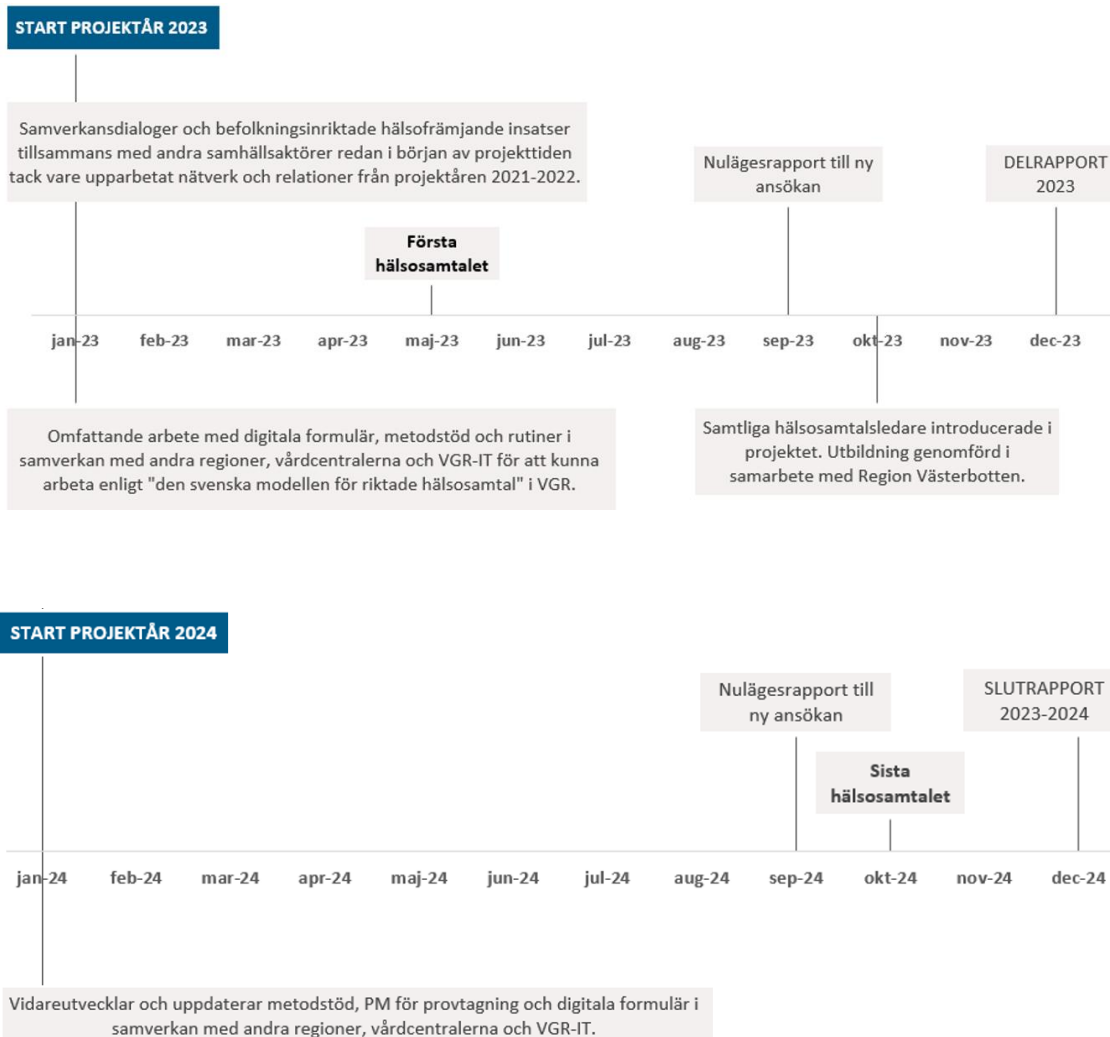 START PROJEKTÅR 2023
Samverkansdialoger och befolkningsinriktade hälsofrämjande insatser
tillsammans med andra samhällsaktörer redan i början av projekttiden
tack vare upparbetat nätverk och relationer från projektåren 2021-2022.
Nulägesrapport till ny
ansökan
DELRAPPORT
2023
Första
hälsosamtalet
jan-23 feb-23 mar-23 apr-23 maj-23 jun-23 jul-23 aug-23 sep-23 okt-23 nov-23 dec-23
Omfattande arbete med digitala formulär, metodstöd och rutiner i
samverkan med andra regioner, vårdcentralerna och VGR-IT för att kunna
arbeta enligt "den svenska modellen för riktade hälsosamtal" i VGR.
Samtliga hälsosamtalsledare introducerade i
projektet. Utbildning genomförd i
samarbete med Region Västerbotten.
START PROJEKTÅR 2024
Nulägesrapport till
ny ansökan
SLUTRAPPORT
2023-2024
Sista
hälsosamtalet
jan-24 feb-24 mar-24 apr-24 maj-24 jun-24 jul-24 aug-24 sep-24 okt-24 nov-24 dec-24
Vidareutvecklar och uppdaterar metodstöd, PM för provtagning och digitala formulär i
samverkan med andra regioner, vårdcentralerna och VGR-IT.